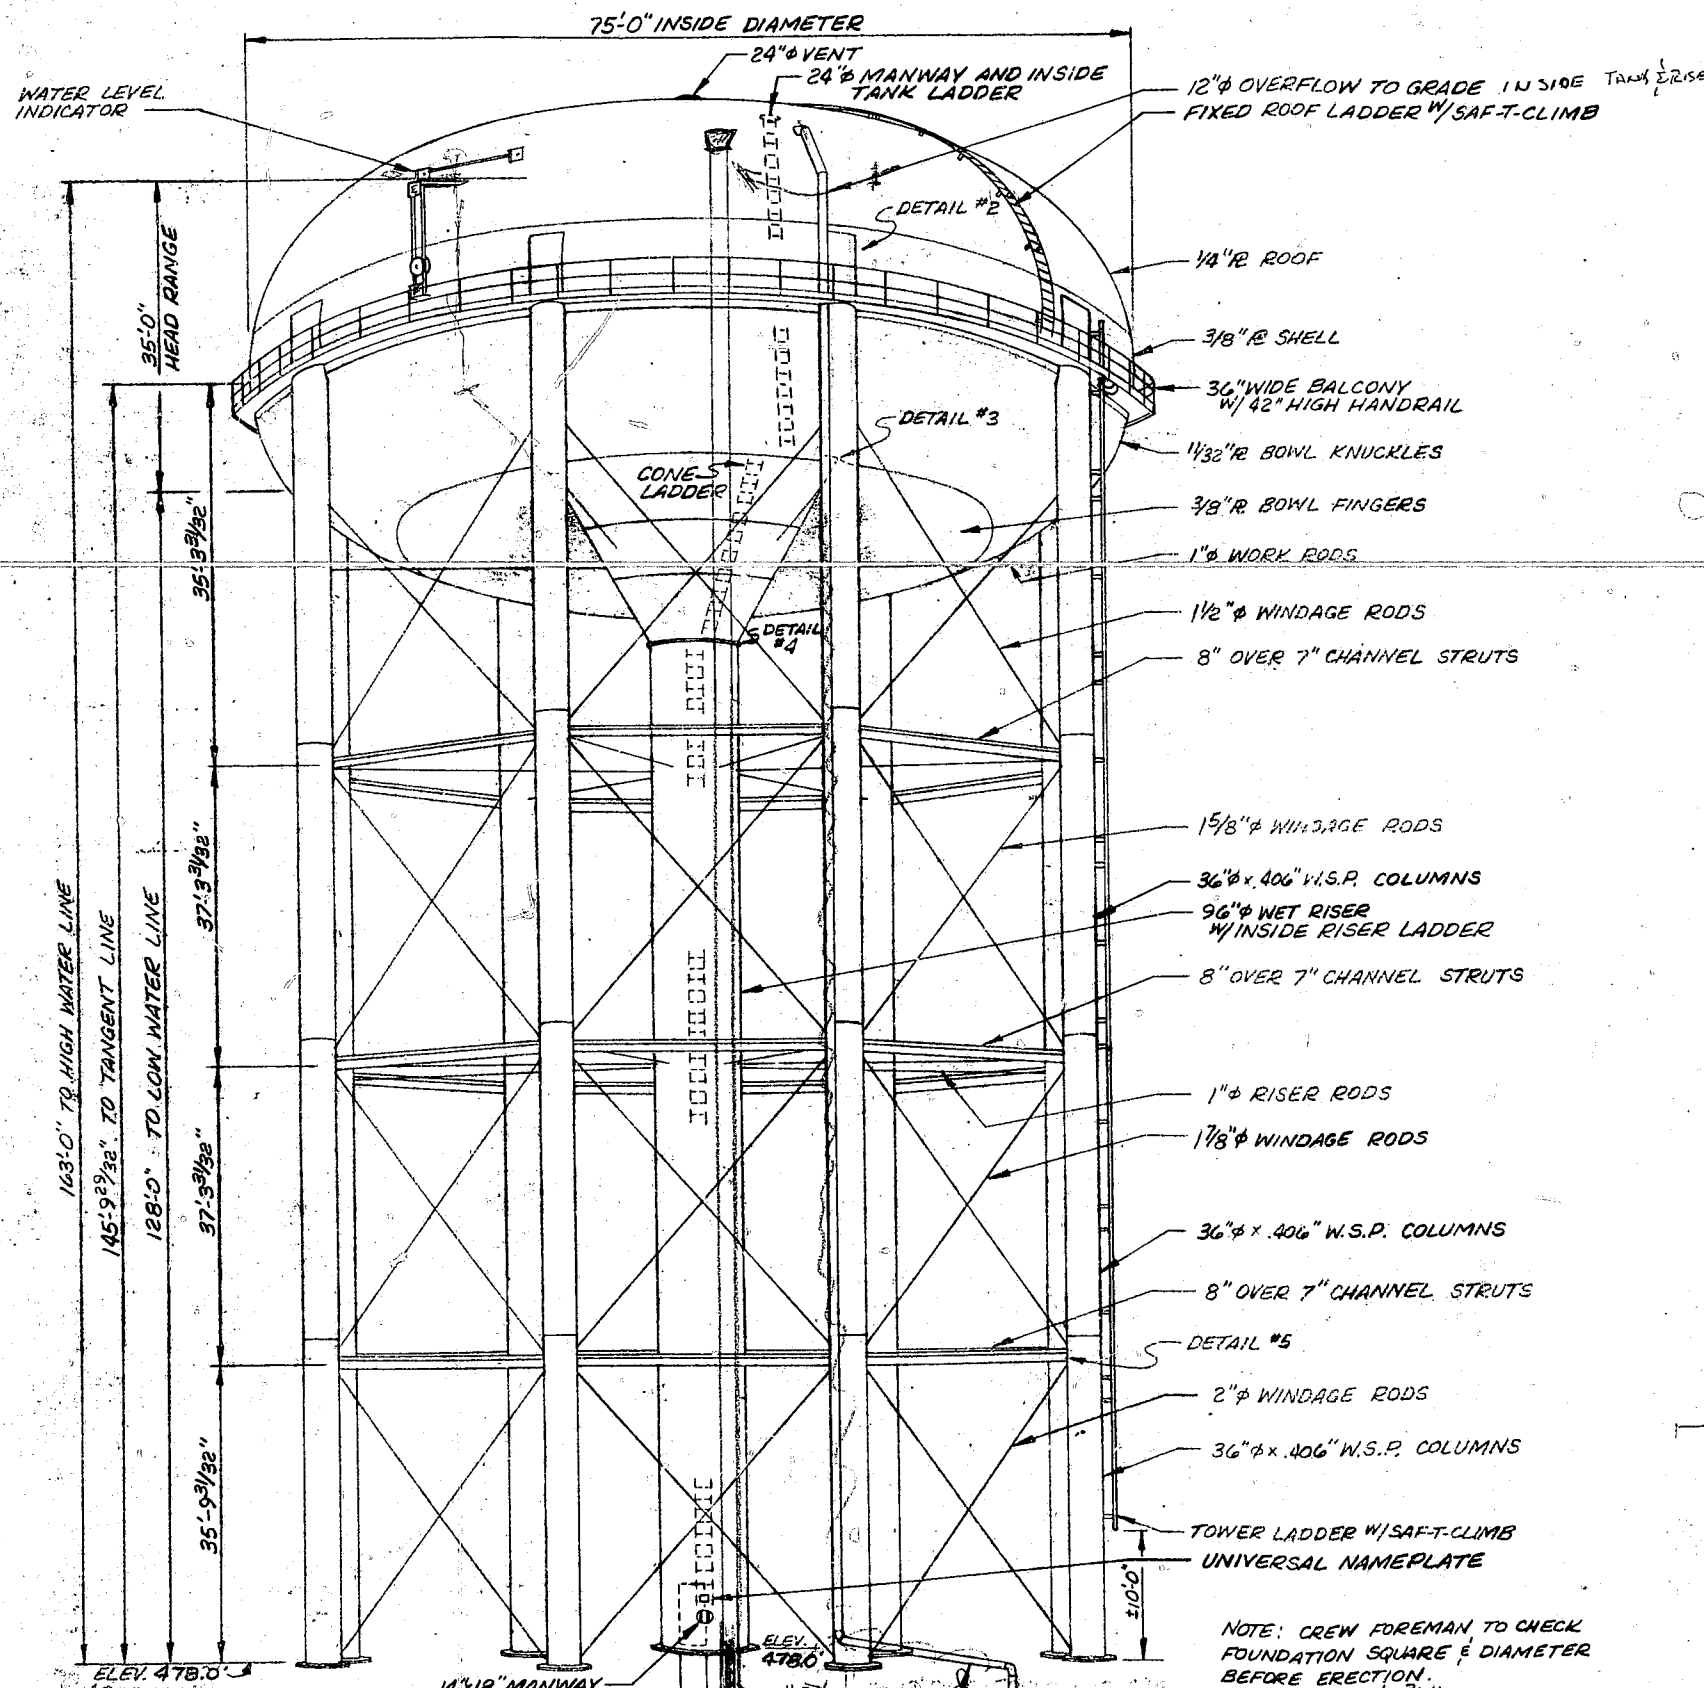 75'-0" INSIDE DIAMETER
24"ϕ VENT
24"ϕ MANWAY AND INSIDE
TANK LADDER
WATER LEVEL
INDICATOR
12"ϕ OVERFLOW TO GRADE IN SIDE TANK &
FIXED ROOF LADDER W/SAF-T-CLIMB
DETAIL #2
1/4" ℞ ROOF
35'-0"
HEAD RANGE
3/8" ℞ SHELL
36" WIDE BALCONY
W/ 42" HIGH HANDRAIL
DETAIL #3
℞ BOWL KNUCKLES
CONE
LADDER
3/8" ℞ BOWL FINGERS
35'-3 3/32"
1"ϕ WORK RODS
1 1/2"ϕ WINDAGE RODS
DETAIL
#4
8" OVER 7" CHANNEL STRUTS
1 5/8"ϕ WINDAGE RODS
37'-3 31/32"
36"ϕ x .406" W.S.P. COLUMNS
96"ϕ WET RISER
W/INSIDE RISER LADDER
163'-0" TO HIGH WATER LINE
145'-9 29/32" TO TANGENT LINE
128'-0" TO LOW WATER LINE
8" OVER 7" CHANNEL STRUTS
1"ϕ RISER RODS
1 7/8"ϕ WINDAGE RODS
37'-3 31/32"
36"ϕ x .406" W.S.P. COLUMNS
8" OVER 7" CHANNEL STRUTS
DETAIL #5
2"ϕ WINDAGE RODS
35'-9 31/32"
36"ϕ x .406" W.S.P. COLUMNS
TOWER LADDER W/SAF-T-CLIMB
UNIVERSAL NAMEPLATE
±10'-0"
NOTE: CREW FOREMAN TO CHECK
FOUNDATION SQUARE & DIAMETER
BEFORE ERECTION.
ELEV.
478.0'
ELEV. 478.0'
MANWAY